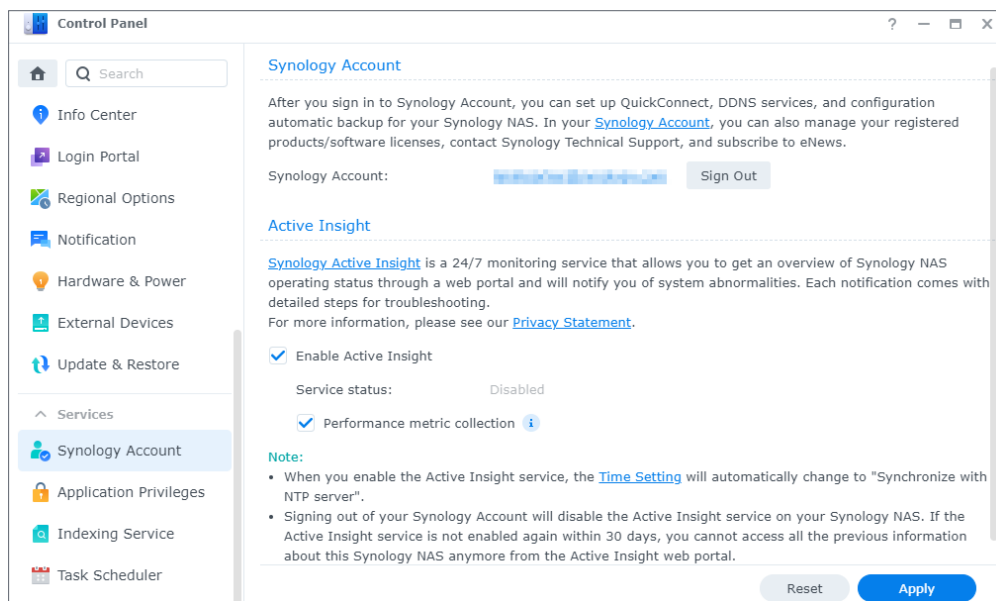 Control Panel
?
Search
Info Center
Login Portal
Regional Options
Notification
Hardware & Power
External Devices
Update & Restore
Services
Synology Account
Application Privileges
Indexing Service
Task Scheduler
Synology Account
After you sign in to Synology Account, you can set up QuickConnect, DDNS services, and configuration
automatic backup for your Synology NAS. In your Synology Account, you can also manage your registered
products/software licenses, contact Synology Technical Support, and subscribe to eNews.
Synology Account:
Sign Out
Active Insight
Synology Active Insight is a 24/7 monitoring service that allows you to get an overview of Synology NAS
operating status through a web portal and will notify you of system abnormalities. Each notification comes with
detailed steps for troubleshooting.
For more information, please see our Privacy Statement.
Enable Active Insight
Service status: Disabled
Performance metric collection i
Note:
• When you enable the Active Insight service, the Time Setting will automatically change to "Synchronize with
NTP server".
• Signing out of your Synology Account will disable the Active Insight service on your Synology NAS. If the
Active Insight service is not enabled again within 30 days, you cannot access all the previous information
about this Synology NAS anymore from the Active Insight web portal.
Reset
Apply